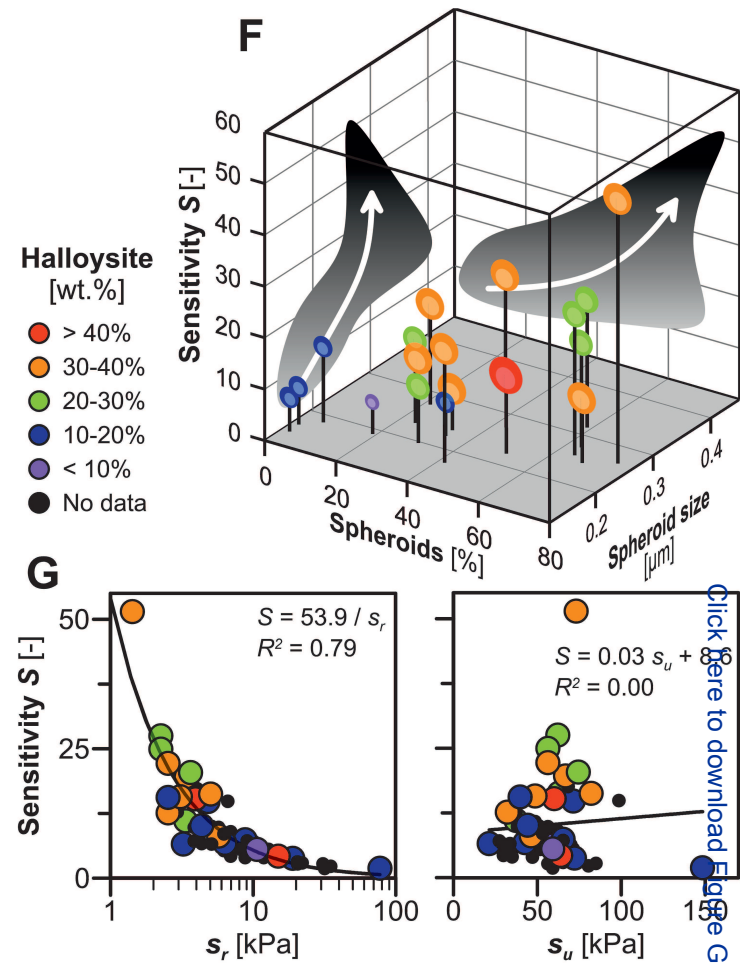 F
60
50
40
30
20
10
0
Sensitivity S [-]
0
20
40
60
80
Spheroids [%]
0.2
0.3
0.4
Spheroid size
[µm]
Halloysite
[wt.%]
> 40%
30-40%
20-30%
10-20%
< 10%
No data
G
50
25
0
Sensitivity S [-]
S = 53.9 / sr
R² = 0.79
1
10
100
sr [kPa]
S = 0.03 su + 8.6
R² = 0.00
0
50
100
150
su [kPa]
Click here to download Figure G